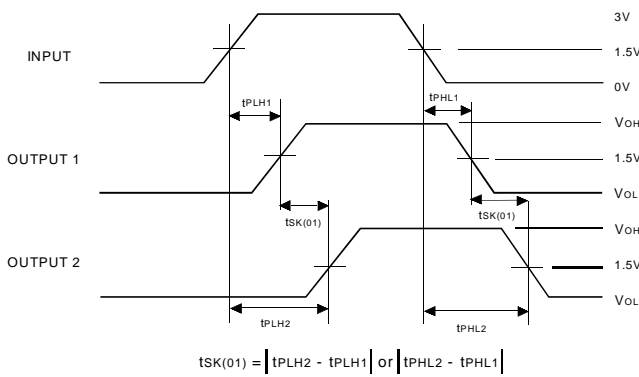 3V
INPUT
1.5V
0V
tPLH1
tPHL1
VOH
OUTPUT 1
1.5V
VOL
tSK(01)
tSK(01)
VOH
OUTPUT 2
1.5V
VOL
tPLH2
tPHL2
tSK(01) = |tPLH2 - tPLH1| or |tPHL2 - tPHL1|